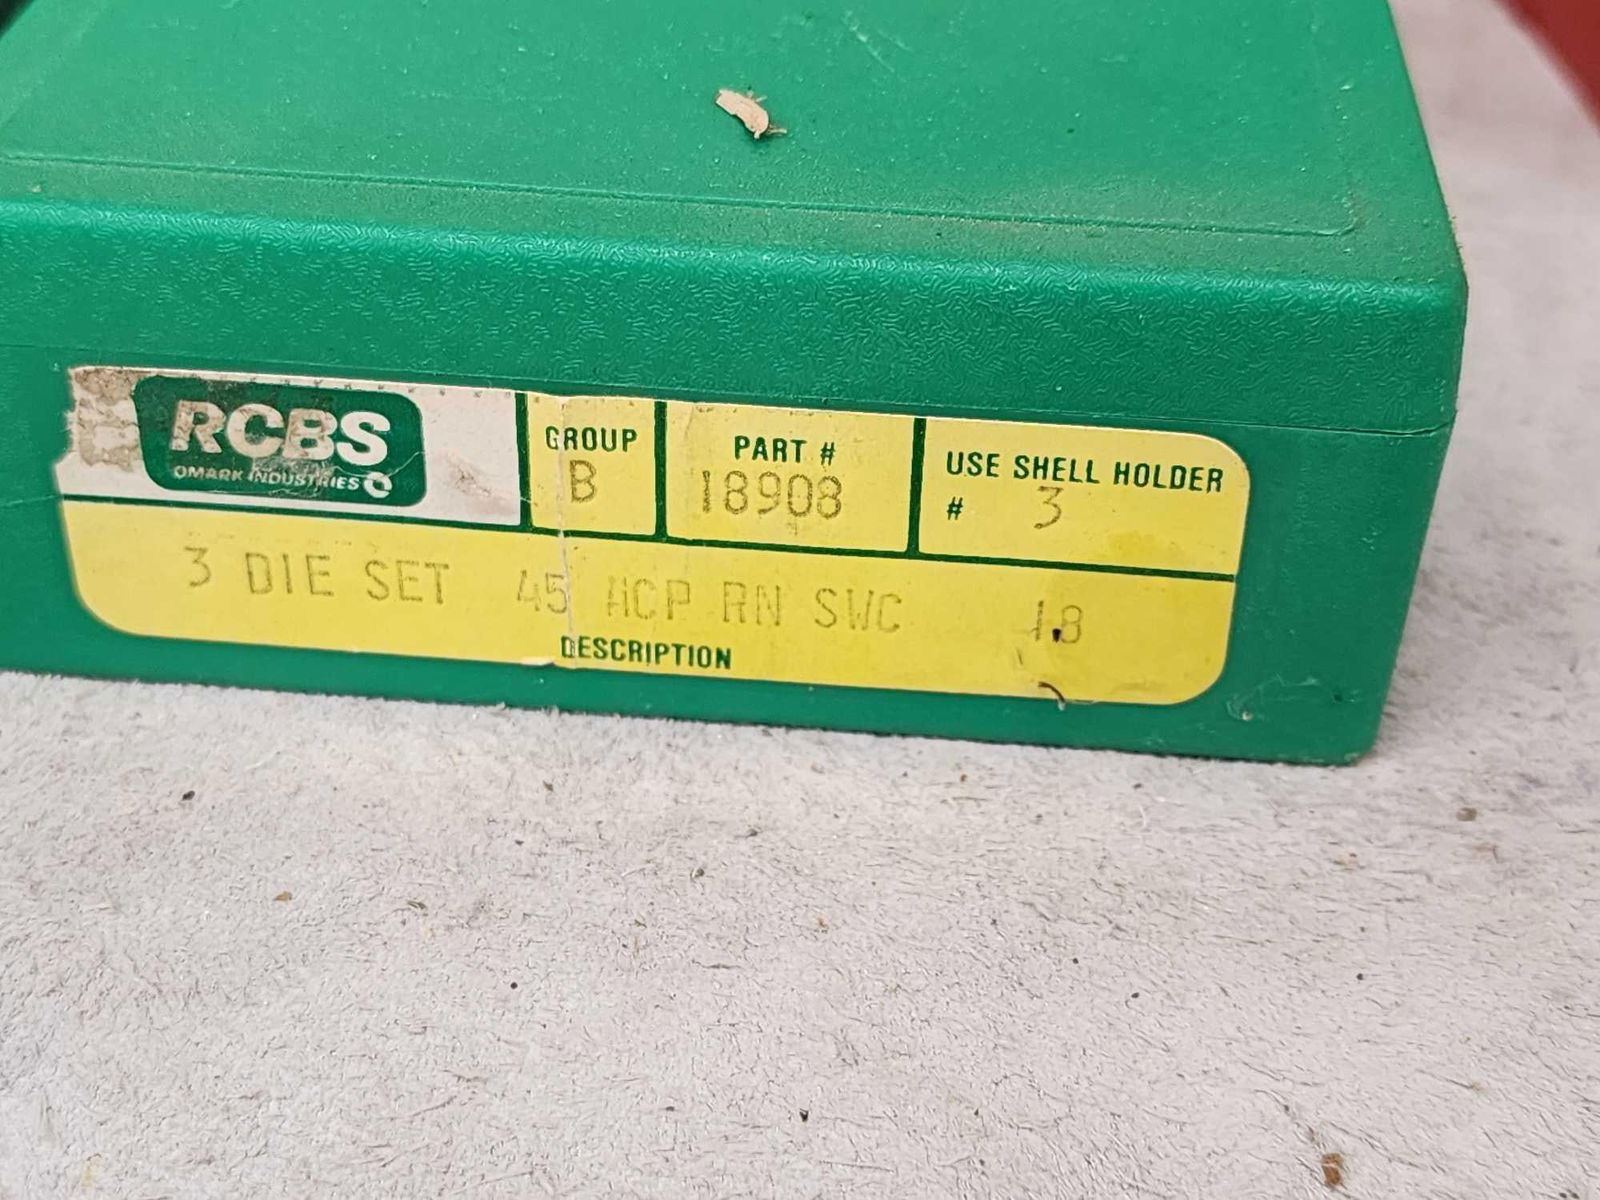 RCBS
OMARK INDUSTRIES
GROUP
B
PART #
18908
USE SHELL HOLDER
# 3
3 DIE SET 45 ACP RN SWC 18
DESCRIPTION